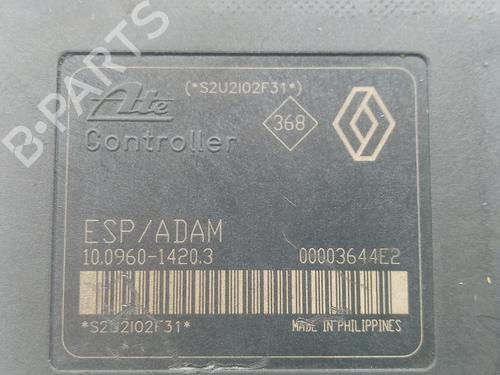 (*S2U2I02F31*)
Ate
368
Controller
ESP/ADAM
10.0960-1420.3
00003644E2
*S2U2I02F31*
MADE IN PHILIPPINES
B-PARTS